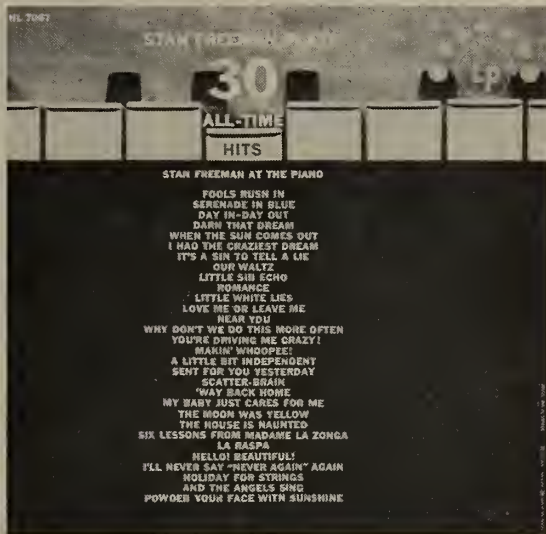 HL 7067
STAN FREEMAN PLAYS
30
LP
ALL-TIME
HITS
STAN FREEMAN AT THE PIANO
FOOLS RUSH IN
SERENADE IN BLUE
DAY IN-DAY OUT
DARN THAT DREAM
WHEN THE SUN COMES OUT
I HAD THE CRAZIEST DREAM
IT'S A SIN TO TELL A LIE
OUR WALTZ
LITTLE SIR ECHO
ROMANCE
LITTLE WHITE LIES
LOVE ME OR LEAVE ME
NEAR YOU
WHY DON'T WE DO THIS MORE OFTEN
YOU'RE DRIVING ME CRAZY!
MAKIN' WHOOPEE!
A LITTLE BIT INDEPENDENT
SENT FOR YOU YESTERDAY
SCATTER-BRAIN
'WAY BACK HOME
MY BABY JUST CARES FOR ME
THE MOON WAS YELLOW
THE HOUSE IS HAUNTED
SIX LESSONS FROM MADAME LA ZONGA
LA RASPA
HELLO! BEAUTIFUL!
I'LL NEVER SAY "NEVER AGAIN" AGAIN
HOLIDAY FOR STRINGS
AND THE ANGELS SING
POWDER YOUR FACE WITH SUNSHINE